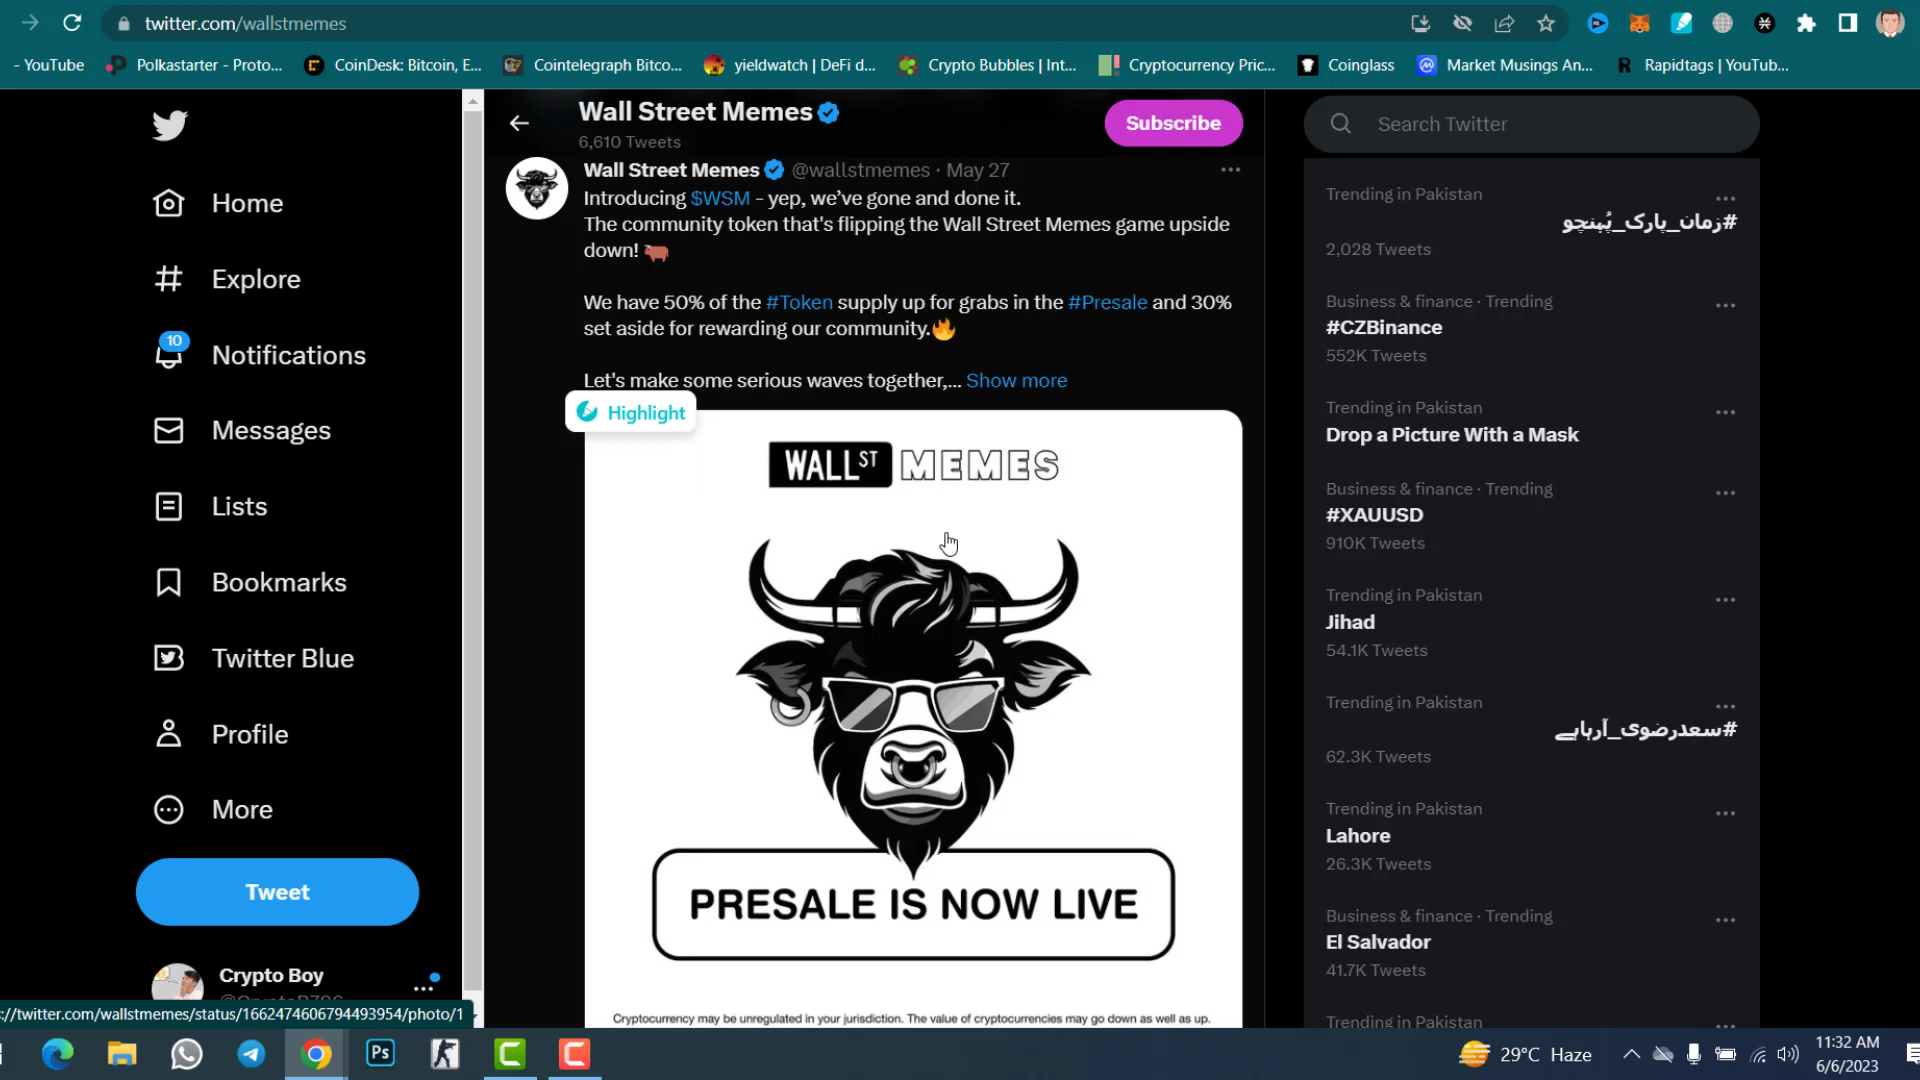 twitter.com/wallstmemes
- YouTube
Polkastarter - Proto...
CoinDesk: Bitcoin, E...
Cointelegraph Bitco...
yieldwatch | DeFi d...
Crypto Bubbles | Int...
Cryptocurrency Pric...
Coinglass
Market Musings An...
Rapidtags | YouTub...
Home
Explore
10
Notifications
Messages
Lists
Bookmarks
Twitter Blue
Profile
More
Tweet
Crypto Boy
s://twitter.com/wallstmemes/status/1662474606794493954/photo/1
Wall Street Memes
6,610 Tweets
Subscribe
Wall Street Memes @wallstmemes · May 27
Introducing $WSM – yep, we've gone and done it.
The community token that's flipping the Wall Street Memes game upside
down!
We have 50% of the #Token supply up for grabs in the #Presale and 30%
set aside for rewarding our community.
Let's make some serious waves together,... Show more
Highlight
WALL ST MEMES
PRESALE IS NOW LIVE
Cryptocurrency may be unregulated in your jurisdiction. The value of cryptocurrencies may go down as well as up.
Search Twitter
Trending in Pakistan
#زمان_پارک_پُہنچو
2,028 Tweets
Business & finance · Trending
#CZBinance
552K Tweets
Trending in Pakistan
Drop a Picture With a Mask
Business & finance · Trending
#XAUUSD
910K Tweets
Trending in Pakistan
Jihad
54.1K Tweets
Trending in Pakistan
#سعدرضوی_آرہاہے
62.3K Tweets
Trending in Pakistan
Lahore
26.3K Tweets
Business & finance · Trending
El Salvador
41.7K Tweets
Trending in Pakistan
Ps
29°C Haze
11:32 AM
6/6/2023